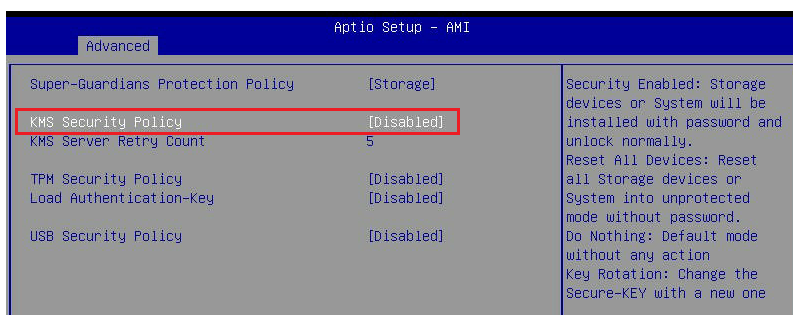 Aptio Setup - AMI
Advanced
Super-Guardians Protection Policy [Storage]
KMS Security Policy [Disabled]
KMS Server Retry Count 5
TPM Security Policy [Disabled]
Load Authentication-Key [Disabled]
USB Security Policy [Disabled]
Security Enabled: Storage
devices or System will be
installed with password and
unlock normally.
Reset All Devices: Reset
all Storage devices or
System into unprotected
mode without password.
Do Nothing: Default mode
without any action
Key Rotation: Change the
Secure-KEY with a new one